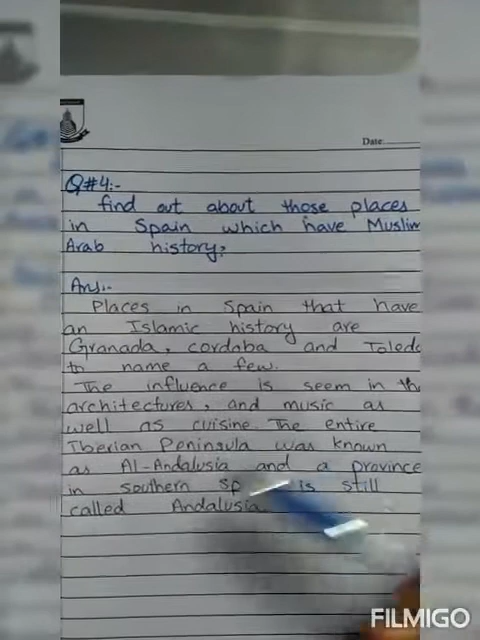 Date:
Q#4:-
find out about those places
in Spain which have Muslim
Arab history?
Ans:-
Places in Spain that have
an Islamic history are
Granada, cordoba and Toledo
to name a few.
The influence is seem in the
architectures, and music as
well as cuisine. The entire
Iberian Peninsula was known
as Al-Andalusia and a province
in southern Sp is still
called Andalusia.
FILMIGO